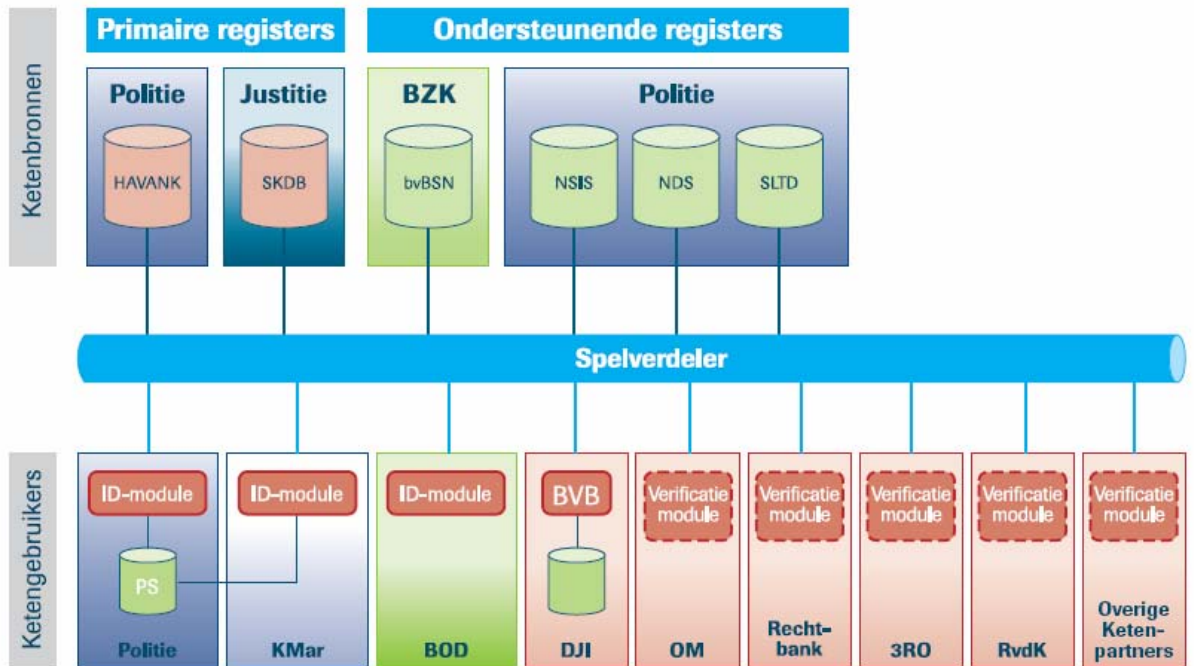 Primaire registers
Ondersteunende registers
Ketenbronnen
Politie
Justitie
BZK
Politie
HAVANK
SKDB
bvBSN
NSIS
NDS
SLTD
Spelverdeler
Ketengebruikers
ID-module
ID-module
ID-module
BVB
Verificatie
module
Verificatie
module
Verificatie
module
Verificatie
module
Verificatie
module
PS
Politie
KMar
BOD
DJI
OM
Recht-
bank
3RO
RvdK
Overige
Keten-
partners